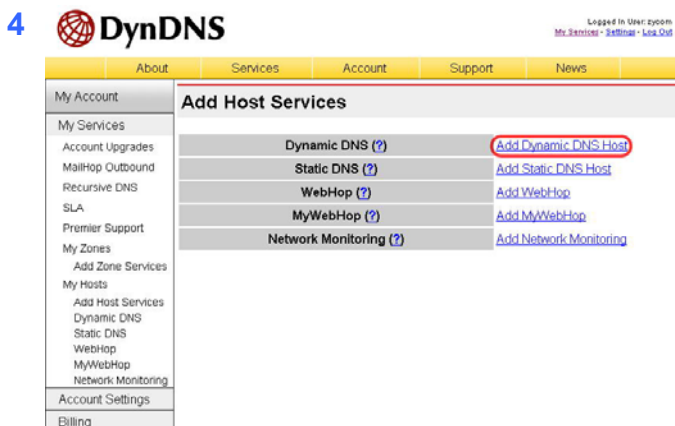 4
DynDNS
Logged In User: zycom
My Services - Settings - Log Out
About Services Account Support News
My Account
My Services
Account Upgrades
MailHop Outbound
Recursive DNS
SLA
Premier Support
My Zones
Add Zone Services
My Hosts
Add Host Services
Dynamic DNS
Static DNS
WebHop
MyWebHop
Network Monitoring
Account Settings
Billing
Add Host Services
Dynamic DNS (?) Add Dynamic DNS Host
Static DNS (?) Add Static DNS Host
WebHop (?) Add WebHop
MyWebHop (?) Add MyWebHop
Network Monitoring (?) Add Network Monitoring